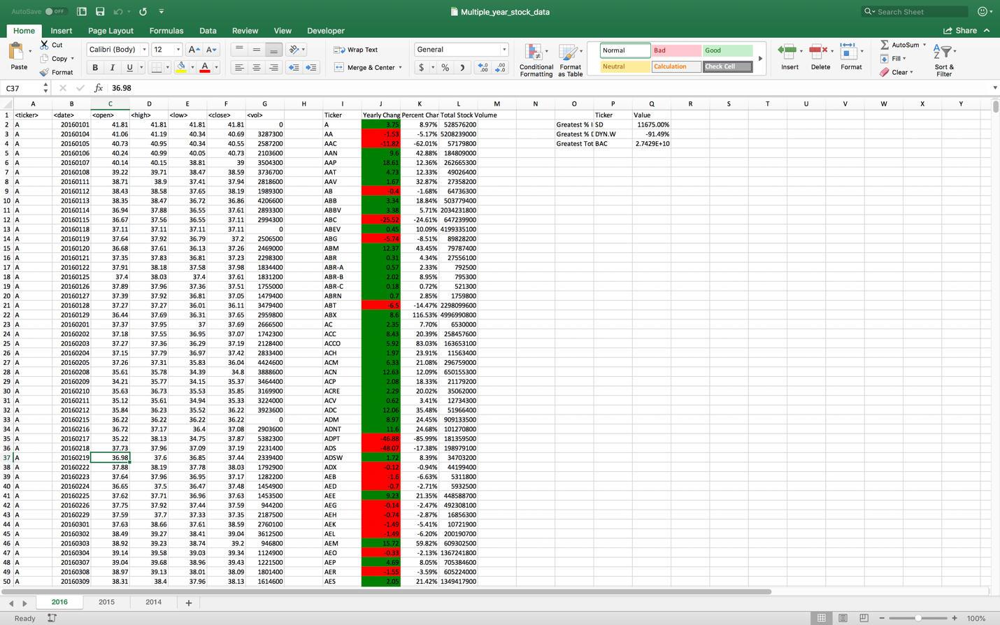 AutoSave OFF Multiple_year_stock_data Search Sheet
Home Insert Page Layout Formulas Data Review View Developer Share
Paste Cut Copy Format
Calibri (Body) 12 A A
B I U A
Wrap Text
Merge & Center
General
$ % )
Conditional Formatting
Format as Table
Normal Bad Good
Neutral Calculation Check Cell
Insert Delete Format
AutoSum
Fill
Clear
Sort & Filter
C37 fx 36.98
A B C D E F G H I J K L M N O P Q R S T U V W X Y
1 <ticker> <date> <open> <high> <low> <close> <vol> Ticker Yearly Chang Percent Char Total Stock Volume Ticker Value
2 A 20160101 41.81 41.81 41.81 41.81 0 A 3.75 8.97% 528576200 Greatest % I SD 11675.00%
3 A 20160104 41.06 41.19 40.34 40.69 3287300 AA -1.53 -5.17% 5208239000 Greatest % D DYN.W -91.49%
4 A 20160105 40.73 40.95 40.34 40.55 2587200 AAC -11.82 -62.01% 57179800 Greatest Tot BAC 2.7429E+10
5 A 20160106 40.24 40.99 40.05 40.73 2103600 AAN 9.6 42.88% 184809000
6 A 20160107 40.14 40.15 38.81 39 3504300 AAP 18.61 12.36% 262665300
7 A 20160108 39.22 39.71 38.47 38.59 3736700 AAT 4.73 12.33% 49026400
8 A 20160111 38.71 38.9 37.41 37.94 2818600 AAV 1.67 32.87% 27358200
9 A 20160112 38.43 38.58 37.65 38.19 1989300 AB -0.4 -1.68% 64736300
10 A 20160113 38.35 38.47 36.72 36.86 4206600 ABB 3.34 18.84% 503779400
11 A 20160114 36.94 37.88 36.55 37.61 2893300 ABBV 3.38 5.71% 2034231800
12 A 20160115 36.67 37.56 36.55 37.11 2994300 ABC -25.52 -24.61% 647239900
13 A 20160118 37.11 37.11 37.11 37.11 0 ABEV 0.45 10.09% 4199335100
14 A 20160119 37.64 37.92 36.79 37.2 2506500 ABG -5.74 -8.51% 89828200
15 A 20160120 36.68 37.61 36.13 37.26 2469000 ABM 12.37 43.45% 79787400
16 A 20160121 37.35 37.83 36.81 37.23 2298300 ABR 0.31 4.34% 27556100
17 A 20160122 37.91 38.18 37.58 37.98 1834400 ABR-A 0.57 2.33% 792500
18 A 20160125 37.4 38.03 37.4 37.61 1831200 ABR-B 2.02 8.95% 795300
19 A 20160126 37.89 37.96 37.36 37.51 1755000 ABR-C 0.18 0.72% 521300
20 A 20160127 37.39 37.92 36.81 37.05 1479400 ABRN 0.7 2.85% 1759800
21 A 20160128 37.27 37.27 36.01 36.11 3479400 ABT -6.5 -14.47% 2298099600
22 A 20160129 36.44 37.69 36.31 37.65 2959800 ABX 8.6 116.53% 4996990800
23 A 20160201 37.37 37.95 37 37.69 2666500 AC 2.35 7.70% 6530000
24 A 20160202 37.18 37.55 36.95 37.07 1742300 ACC 8.43 20.39% 258457600
25 A 20160203 37.27 37.36 36.29 37.19 2128400 ACCO 5.92 83.03% 163653100
26 A 20160204 37.15 37.79 36.97 37.42 2833400 ACH 1.97 23.91% 11563400
27 A 20160205 37.26 37.31 35.83 36.04 4424600 ACM 6.33 21.08% 296759000
28 A 20160208 35.61 35.78 34.39 34.8 3888600 ACN 12.63 12.09% 650155300
29 A 20160209 34.21 35.77 34.15 35.37 3464400 ACP 2.08 18.33% 21179200
30 A 20160210 35.63 36.73 35.53 35.85 3169900 ACRE 2.29 20.02% 35062000
31 A 20160211 35.12 35.61 34.94 35.33 3224000 ACV 0.62 3.41% 12734300
32 A 20160212 35.84 36.23 35.52 36.22 3923600 ADC 12.06 35.48% 51966400
33 A 20160215 36.22 36.22 36.22 36.22 0 ADM 8.97 24.45% 909133500
34 A 20160216 36.72 37.17 36.4 37.08 2903600 ADNT 11.6 24.68% 101270800
35 A 20160217 35.22 38.13 34.75 37.87 5382300 ADPT -46.88 -85.99% 181359500
36 A 20160218 37.73 37.96 37.09 37.19 2231400 ADS -48.07 -17.38% 198979100
37 A 20160219 36.98 37.6 36.85 37.44 2339400 ADSW 1.72 8.39% 34703200
38 A 20160222 37.88 38.19 37.78 38.03 1792900 ADX -0.12 -0.94% 44199400
39 A 20160223 37.64 37.96 36.95 37.17 1282200 AEB -1.6 -6.63% 5311800
40 A 20160224 36.65 37.5 36.47 37.48 1454900 AED -0.7 -2.71% 5932500
41 A 20160225 37.62 37.71 36.96 37.63 1453500 AEE 9.23 21.35% 448588700
42 A 20160226 37.75 37.92 37.44 37.59 944200 AEG -0.14 -2.47% 492308100
43 A 20160229 37.59 37.7 37.33 37.35 2187500 AEH -0.74 -2.87% 16856300
44 A 20160301 37.63 38.66 37.61 38.59 2760100 AEK -1.49 -5.41% 10721900
45 A 20160302 38.49 39.27 38.41 39.04 3612500 AEL -1.49 -6.20% 200190700
46 A 20160303 38.92 39.23 38.74 39.2 946800 AEM 15.72 59.82% 609302500
47 A 20160304 39.14 39.58 39.03 39.34 1124900 AEO -0.33 -2.13% 1367241800
48 A 20160307 39.04 39.68 38.96 39.43 1221500 AEP 4.69 8.05% 705384600
49 A 20160308 38.97 39.13 38.01 38.09 1801400 AER -1.55 -3.59% 605224000
50 A 20160309 38.31 38.4 37.96 38.13 1614600 AES 2.05 21.42% 1349417900
2016 2015 2014 +
Ready 100%